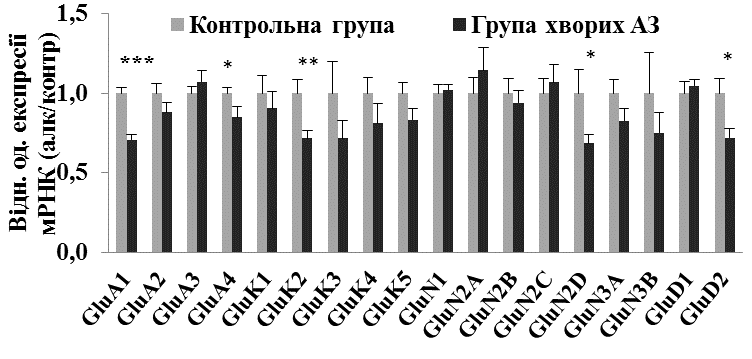 Контрольна група
Група хворих АЗ
Відн. од. експресії
мРНК (алк/контр)
1,5
1,0
0,5
0,0
***
*
**
*
*
GluA1
GluA2
GluA3
GluA4
GluK1
GluK2
GluK3
GluK4
GluK5
GluN1
GluN2A
GluN2B
GluN2C
GluN2D
GluN3A
GluN3B
GluD1
GluD2